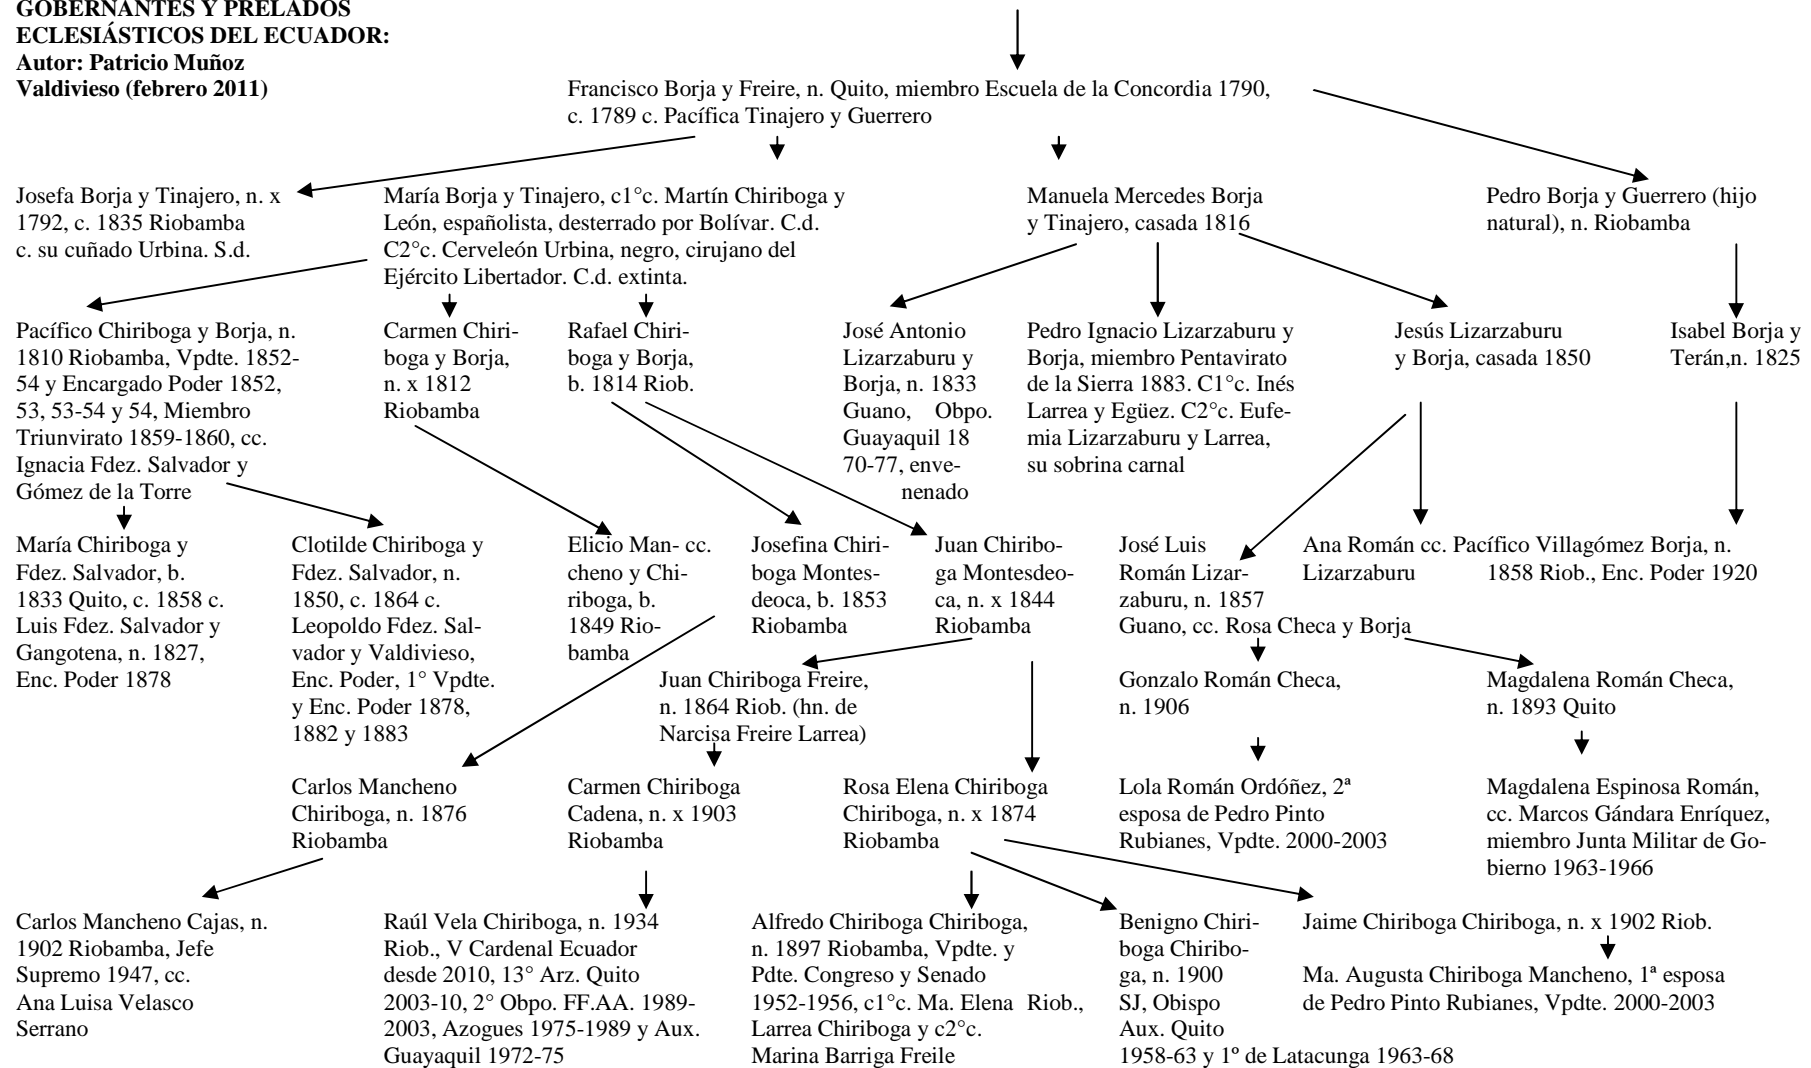 GOBERNANTES Y PRELADOS
ECLESIÁSTICOS DEL ECUADOR:
Autor: Patricio Muñoz
Valdivieso (febrero 2011)
Francisco Borja y Freire, n. Quito, miembro Escuela de la Concordia 1790,
c. 1789 c. Pacífica Tinajero y Guerrero
Josefa Borja y Tinajero, n. x
1792, c. 1835 Riobamba
c. su cuñado Urbina. S.d.
María Borja y Tinajero, c1°c. Martín Chiriboga y
León, españolista, desterrado por Bolívar. C.d.
C2°c. Cerveleón Urbina, negro, cirujano del
Ejército Libertador. C.d. extinta.
Manuela Mercedes Borja
y Tinajero, casada 1816
Pedro Borja y Guerrero (hijo
natural), n. Riobamba
Pacífico Chiriboga y Borja, n.
1810 Riobamba, Vpdte. 1852-
54 y Encargado Poder 1852,
53, 53-54 y 54, Miembro
Triunvirato 1859-1860, cc.
Ignacia Fdez. Salvador y
Gómez de la Torre
Carmen Chiri-
boga y Borja,
n. x 1812
Riobamba
Rafael Chiri-
boga y Borja,
b. 1814 Riob.
José Antonio
Lizarzaburu y
Borja, n. 1833
Guano, Obpo.
Guayaquil 18
70-77, enve-
nenado
Pedro Ignacio Lizarzaburu y
Borja, miembro Pentavirato
de la Sierra 1883. C1°c. Inés
Larrea y Egüez. C2°c. Eufe-
mia Lizarzaburu y Larrea,
su sobrina carnal
Jesús Lizarzaburu
y Borja, casada 1850
Isabel Borja y
Terán,n. 1825
María Chiriboga y
Fdez. Salvador, b.
1833 Quito, c. 1858 c.
Luis Fdez. Salvador y
Gangotena, n. 1827,
Enc. Poder 1878
Clotilde Chiriboga y
Fdez. Salvador, n.
1850, c. 1864 c.
Leopoldo Fdez. Sal-
vador y Valdivieso,
Enc. Poder, 1° Vpdte.
y Enc. Poder 1878,
1882 y 1883
Elicio Man- cc.
cheno y Chi-
riboga, b.
1849 Rio-
bamba
Josefina Chiri-
boga Montes-
deoca, b. 1853
Riobamba
Juan Chiribo-
ga Montesdeo-
ca, n. x 1844
Riobamba
José Luis
Román Lizar-
zaburu, n. 1857
Guano, cc. Rosa Checa y Borja
Ana Román cc. Pacífico Villagómez Borja, n.
Lizarzaburu 1858 Riob., Enc. Poder 1920
Juan Chiriboga Freire,
n. 1864 Riob. (hn. de
Narcisa Freire Larrea)
Gonzalo Román Checa,
n. 1906
Magdalena Román Checa,
n. 1893 Quito
Carlos Mancheno
Chiriboga, n. 1876
Riobamba
Carmen Chiriboga
Cadena, n. x 1903
Riobamba
Rosa Elena Chiriboga
Chiriboga, n. x 1874
Riobamba
Lola Román Ordóñez, 2ª
esposa de Pedro Pinto
Rubianes, Vpdte. 2000-2003
Magdalena Espinosa Román,
cc. Marcos Gándara Enríquez,
miembro Junta Militar de Go-
bierno 1963-1966
Carlos Mancheno Cajas, n.
1902 Riobamba, Jefe
Supremo 1947, cc.
Ana Luisa Velasco
Serrano
Raúl Vela Chiriboga, n. 1934
Riob., V Cardenal Ecuador
desde 2010, 13° Arz. Quito
2003-10, 2° Obpo. FF.AA. 1989-
2003, Azogues 1975-1989 y Aux.
Guayaquil 1972-75
Alfredo Chiriboga Chiriboga,
n. 1897 Riobamba, Vpdte. y
Pdte. Congreso y Senado
1952-1956, c1°c. Ma. Elena Riob.,
Larrea Chiriboga y c2°c.
Marina Barriga Freile
Benigno Chiri-
boga Chiribo-
ga, n. 1900
SJ, Obispo
Aux. Quito
1958-63 y 1º de Latacunga 1963-68
Jaime Chiriboga Chiriboga, n. x 1902 Riob.
Ma. Augusta Chiriboga Mancheno, 1ª esposa
de Pedro Pinto Rubianes, Vpdte. 2000-2003